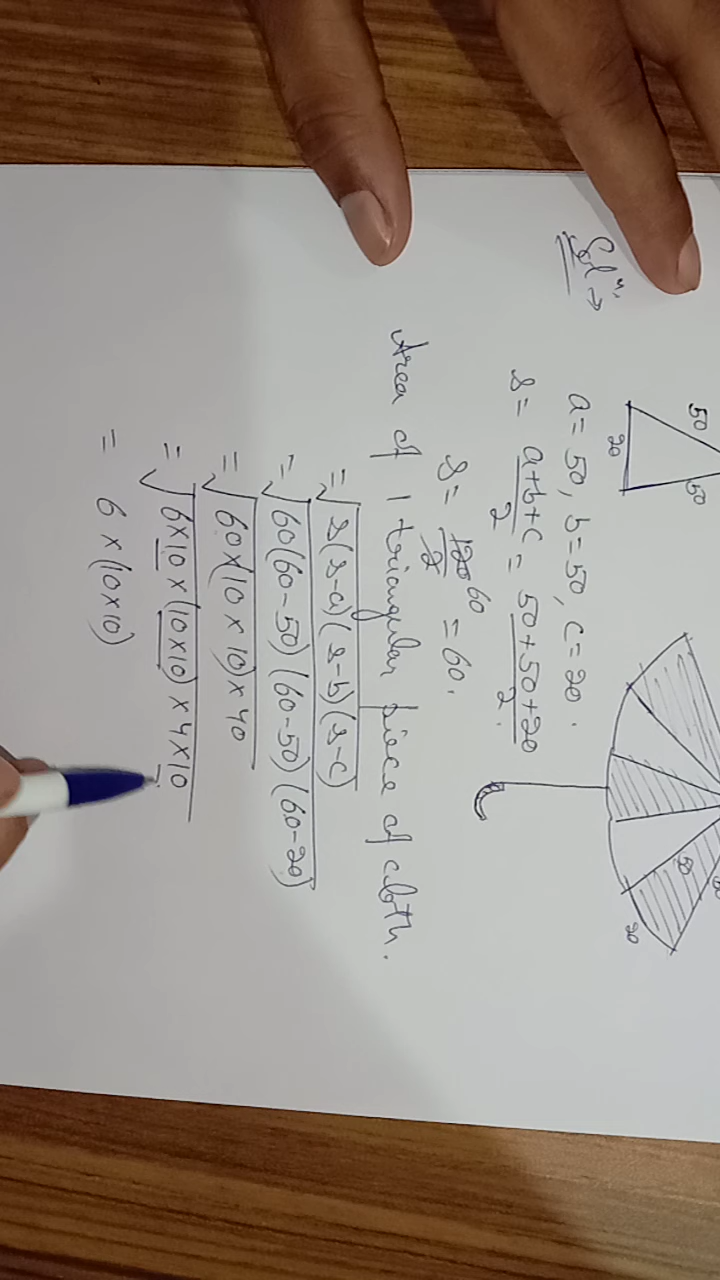 Solⁿ. →
50
50
20
50
20
a = 50, b = 50, c = 20.
s = a+b+c/2 = 50+50+20/2.
s = 120/2 60 = 60.
Area of 1 triangular piece of cloth.
= √s(s-a)(s-b)(s-c)
= √60(60-50)(60-50)(60-20)
= √60×(10×10)×40
= √6×10×(10×10)×4×10
= 6×(10×10)